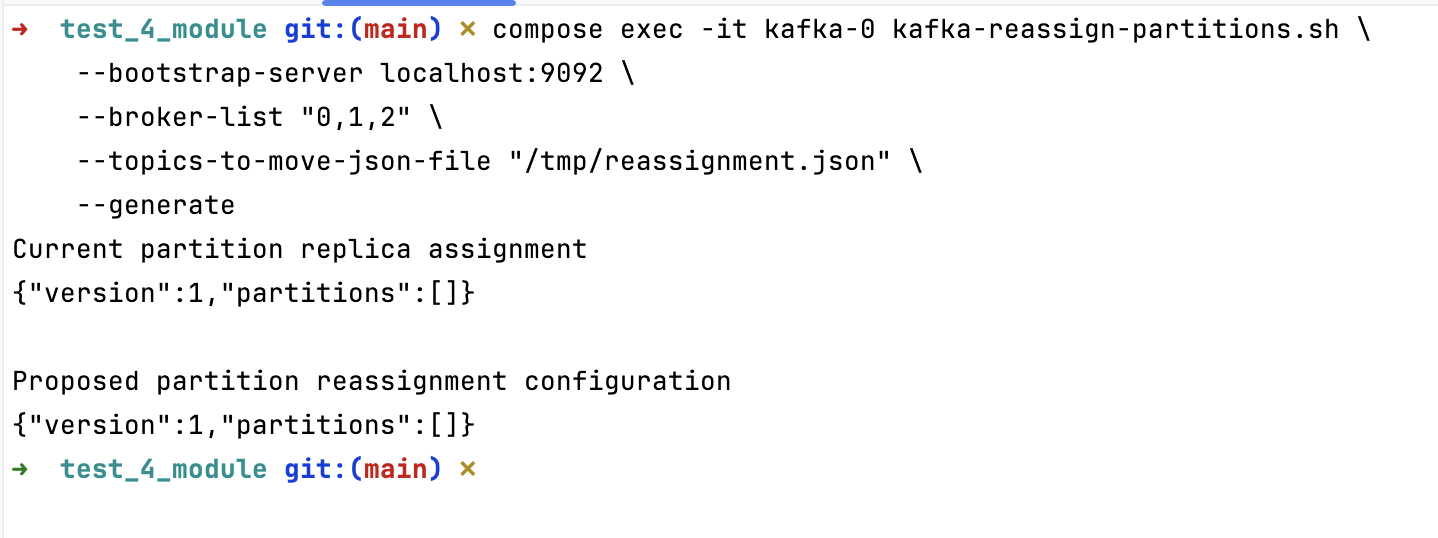 ➜  test_4_module git:(main) ✗ compose exec -it kafka-0 kafka-reassign-partitions.sh \
    --bootstrap-server localhost:9092 \
    --broker-list "0,1,2" \
    --topics-to-move-json-file "/tmp/reassignment.json" \
    --generate
Current partition replica assignment
{"version":1,"partitions":[]}

Proposed partition reassignment configuration
{"version":1,"partitions":[]}
➜  test_4_module git:(main) ✗